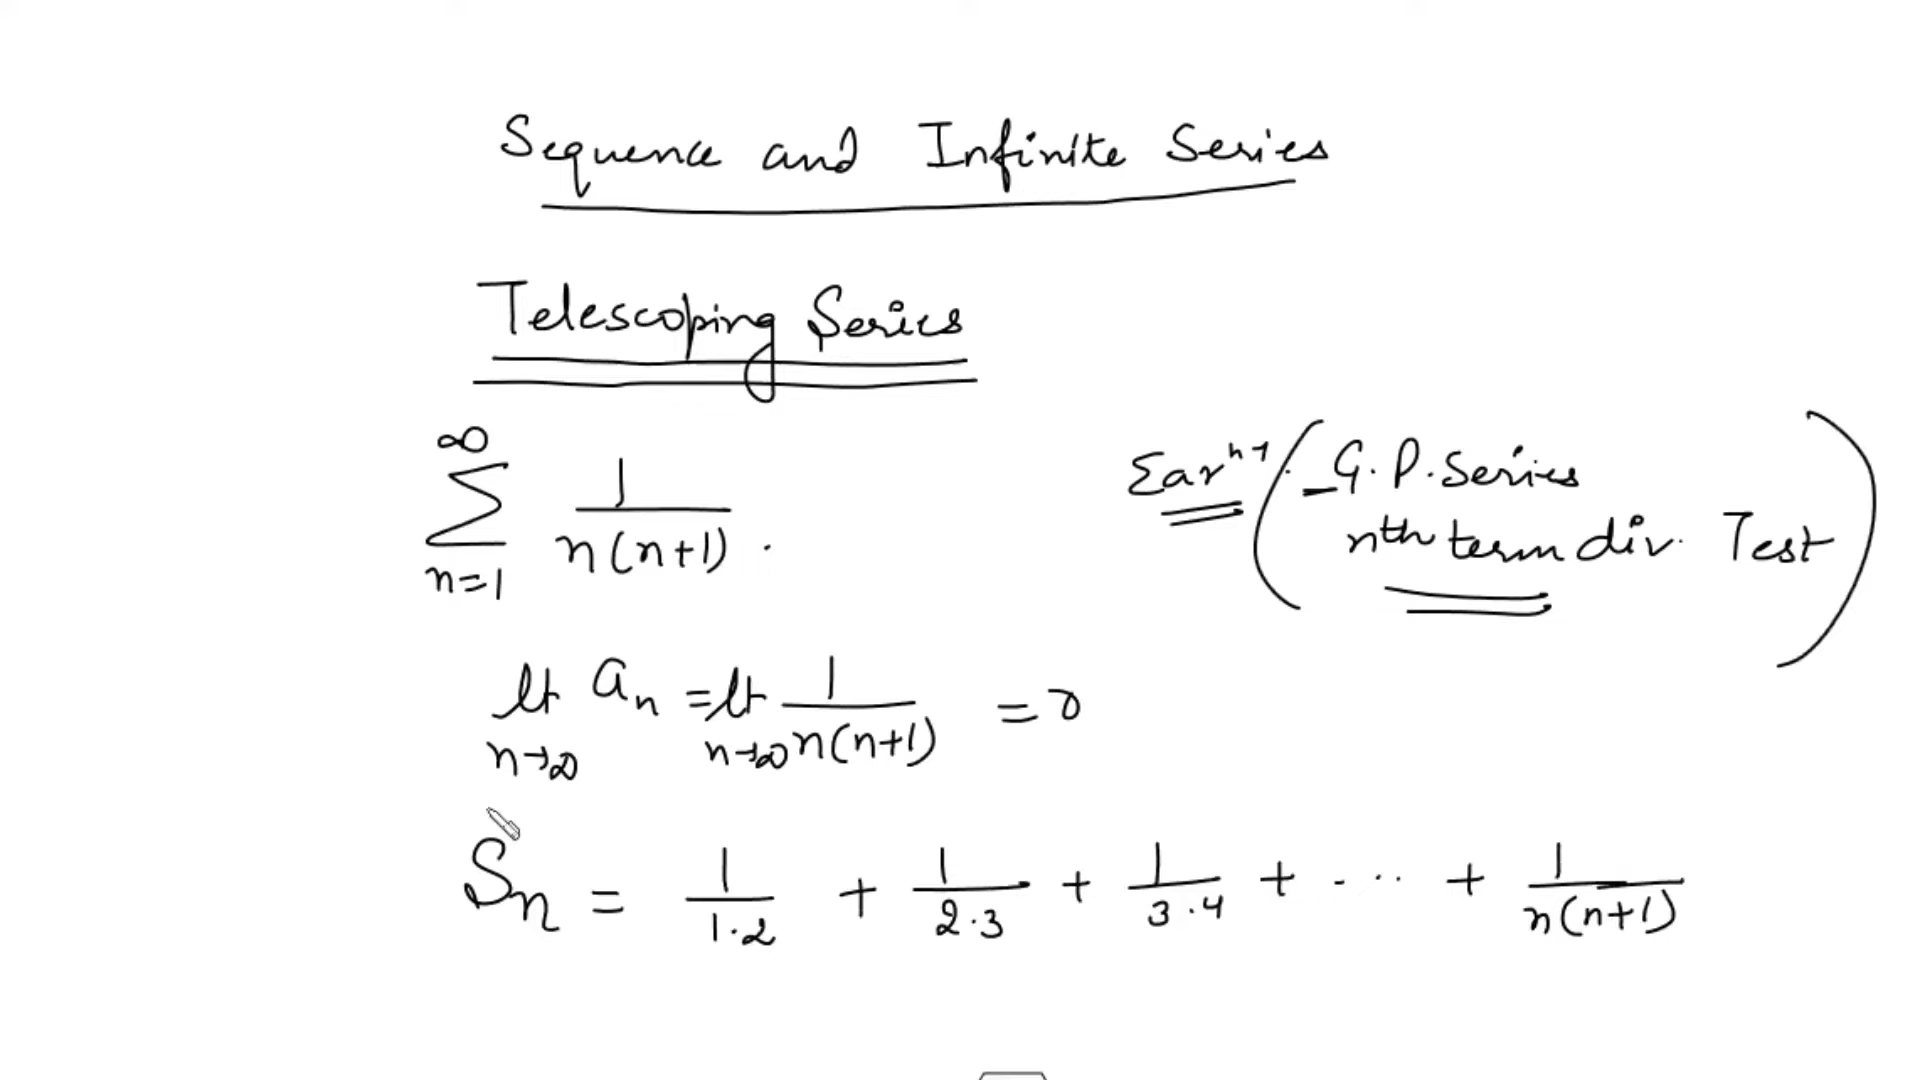 Sequence and Infinite Series
Telescoping Series
∞
∑ 1/n(n+1) .
n=1
Σar^(n-1) . (– G.P. Series
nth term div. Test)
lt aₙ = lt 1/n(n+1) = 0
n→∞ n→∞
Sₙ = 1/1·2 + 1/2·3 + 1/3·4 + ... + 1/n(n+1)